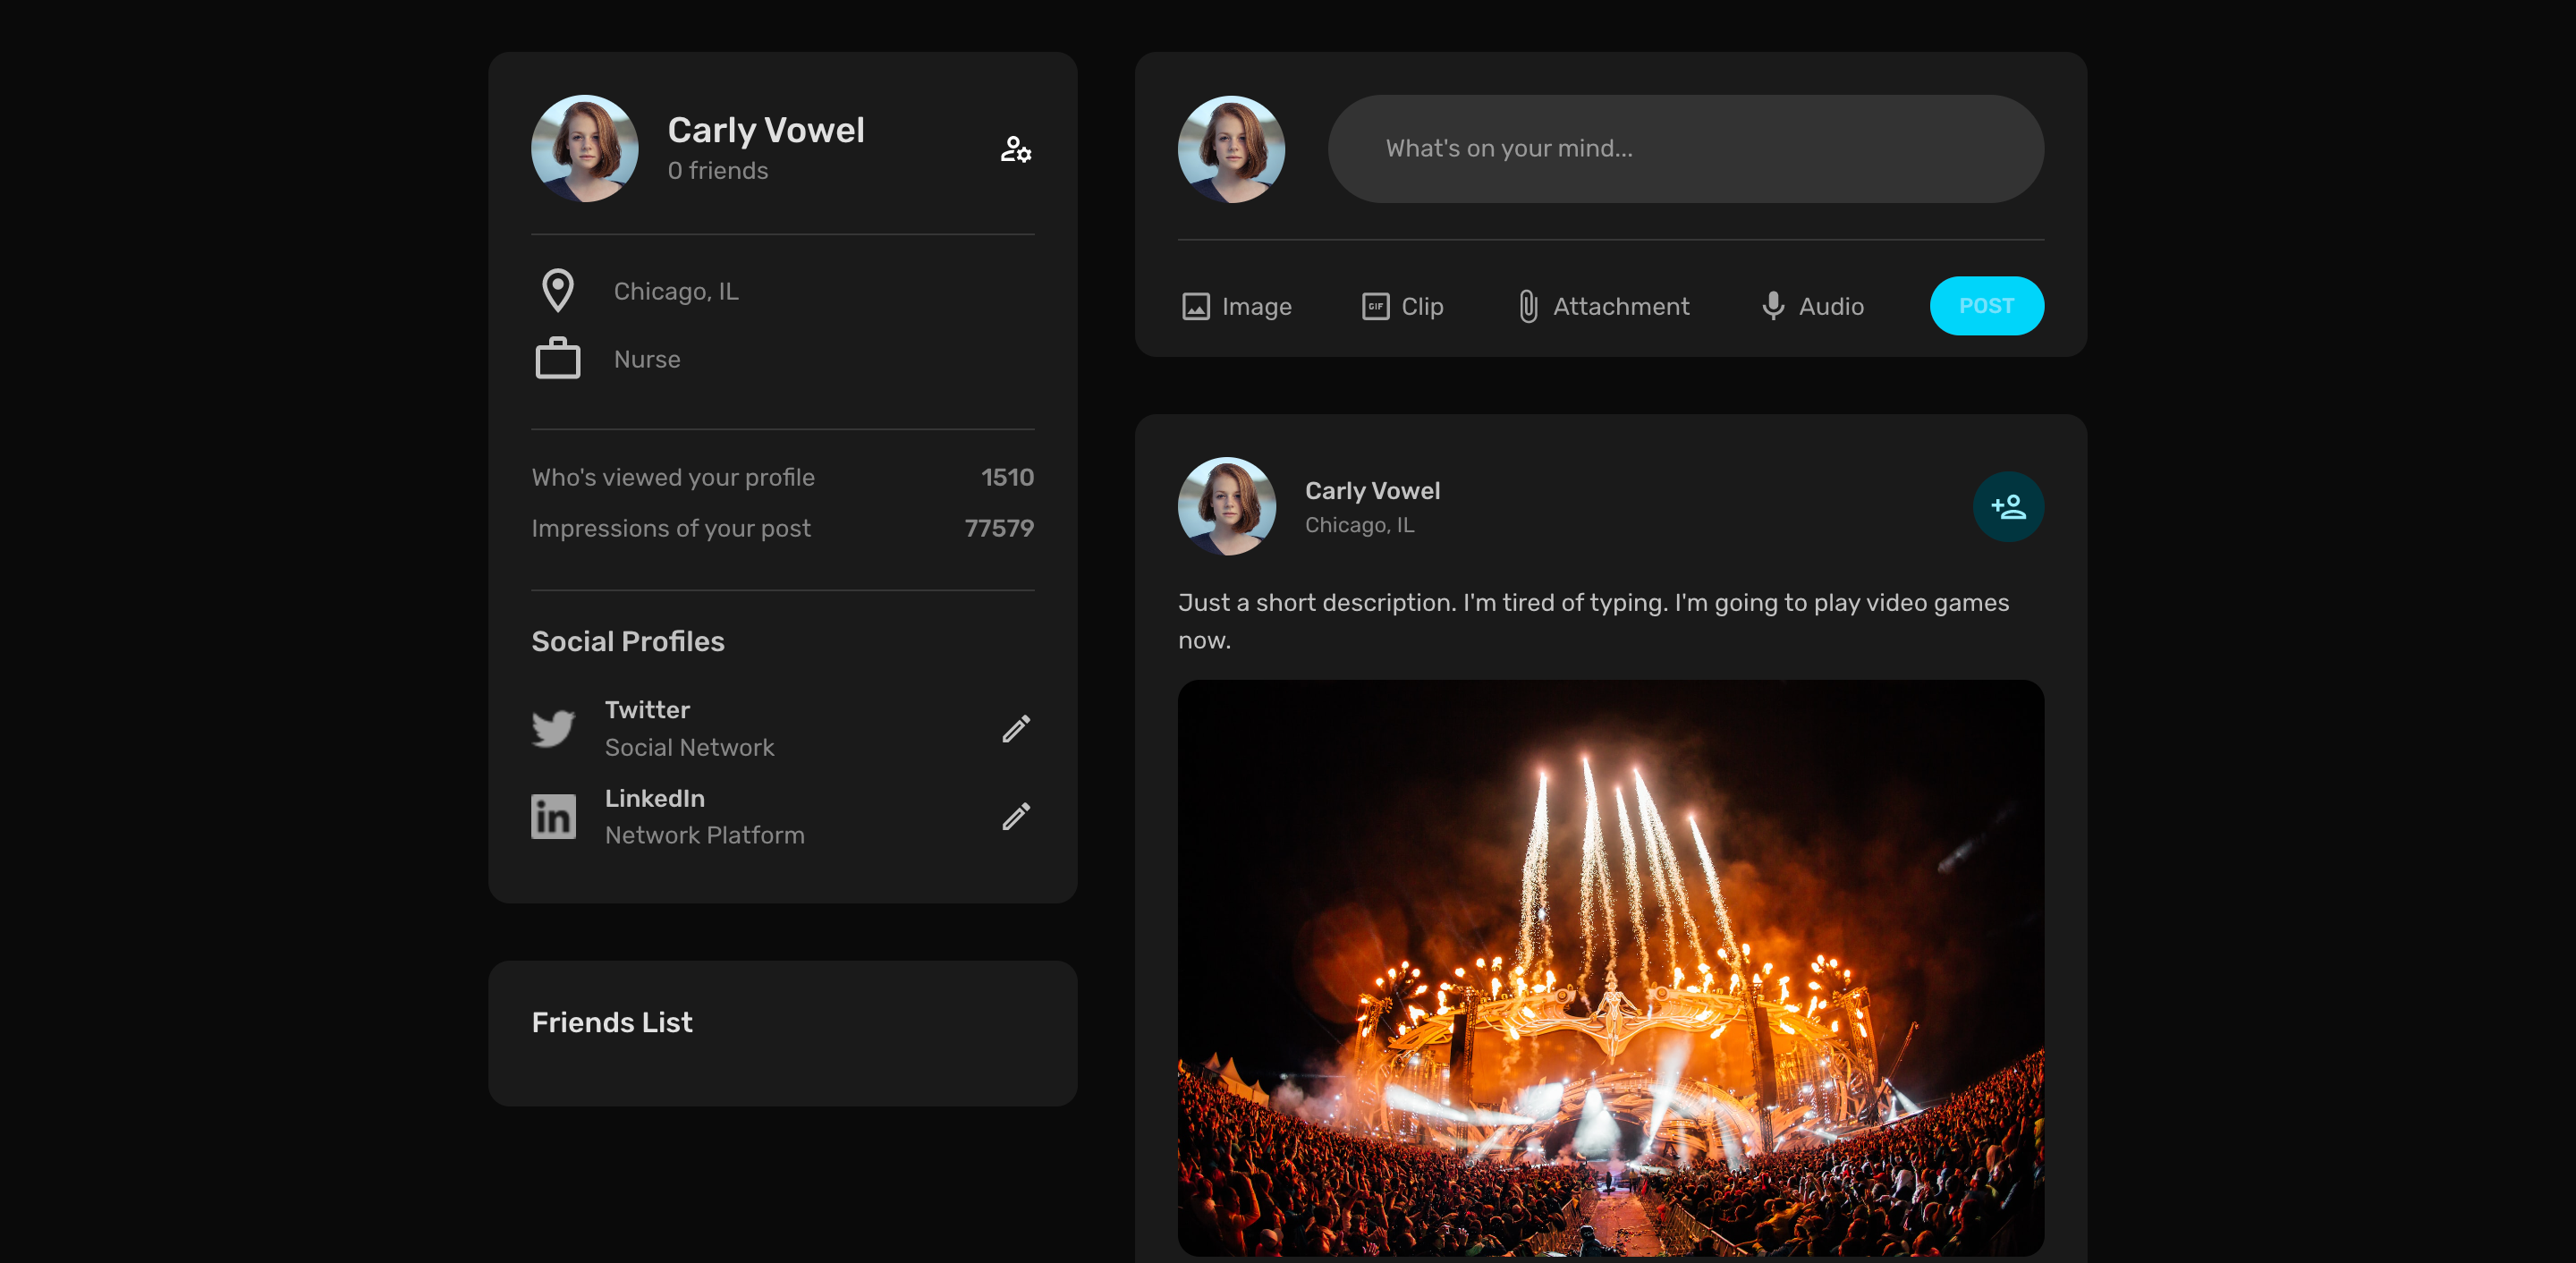 Carly Vowel
0 friends
Chicago, IL
Nurse
Who's viewed your profile 1510
Impressions of your post 77579
Social Profiles
Twitter
Social Network
in
LinkedIn
Network Platform
Friends List
What's on your mind...
Image
GIF
Clip
Attachment
Audio
POST
Carly Vowel
Chicago, IL
Just a short description. I'm tired of typing. I'm going to play video games
now.